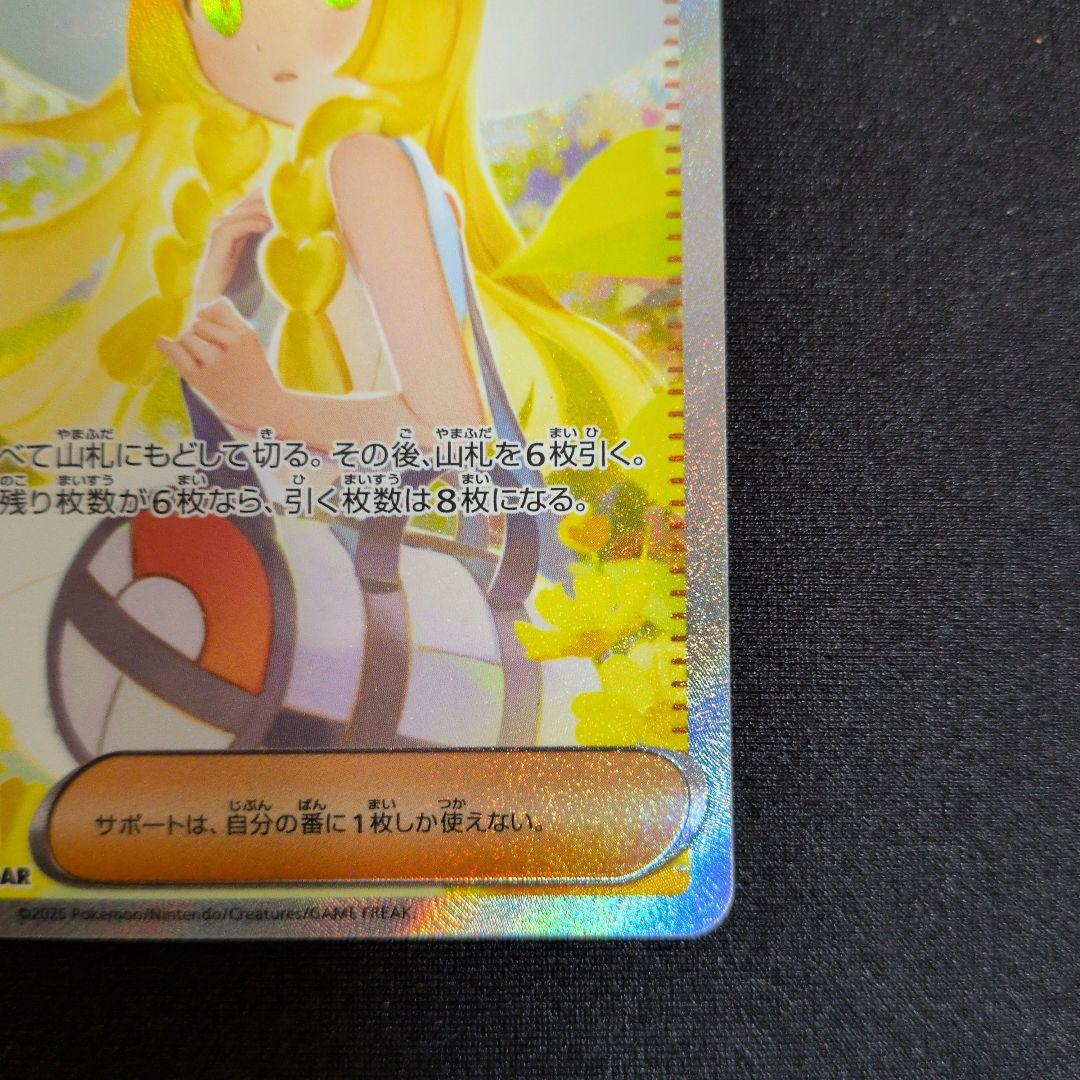 べて山札にもどして切る。その後、山札を6枚引く。
残り枚数が6枚なら、引く枚数は8枚になる。
サポートは、自分の番に1枚しか使えない。
AR
©2025 Pokémon/Nintendo/Creatures/GAME FREAK.